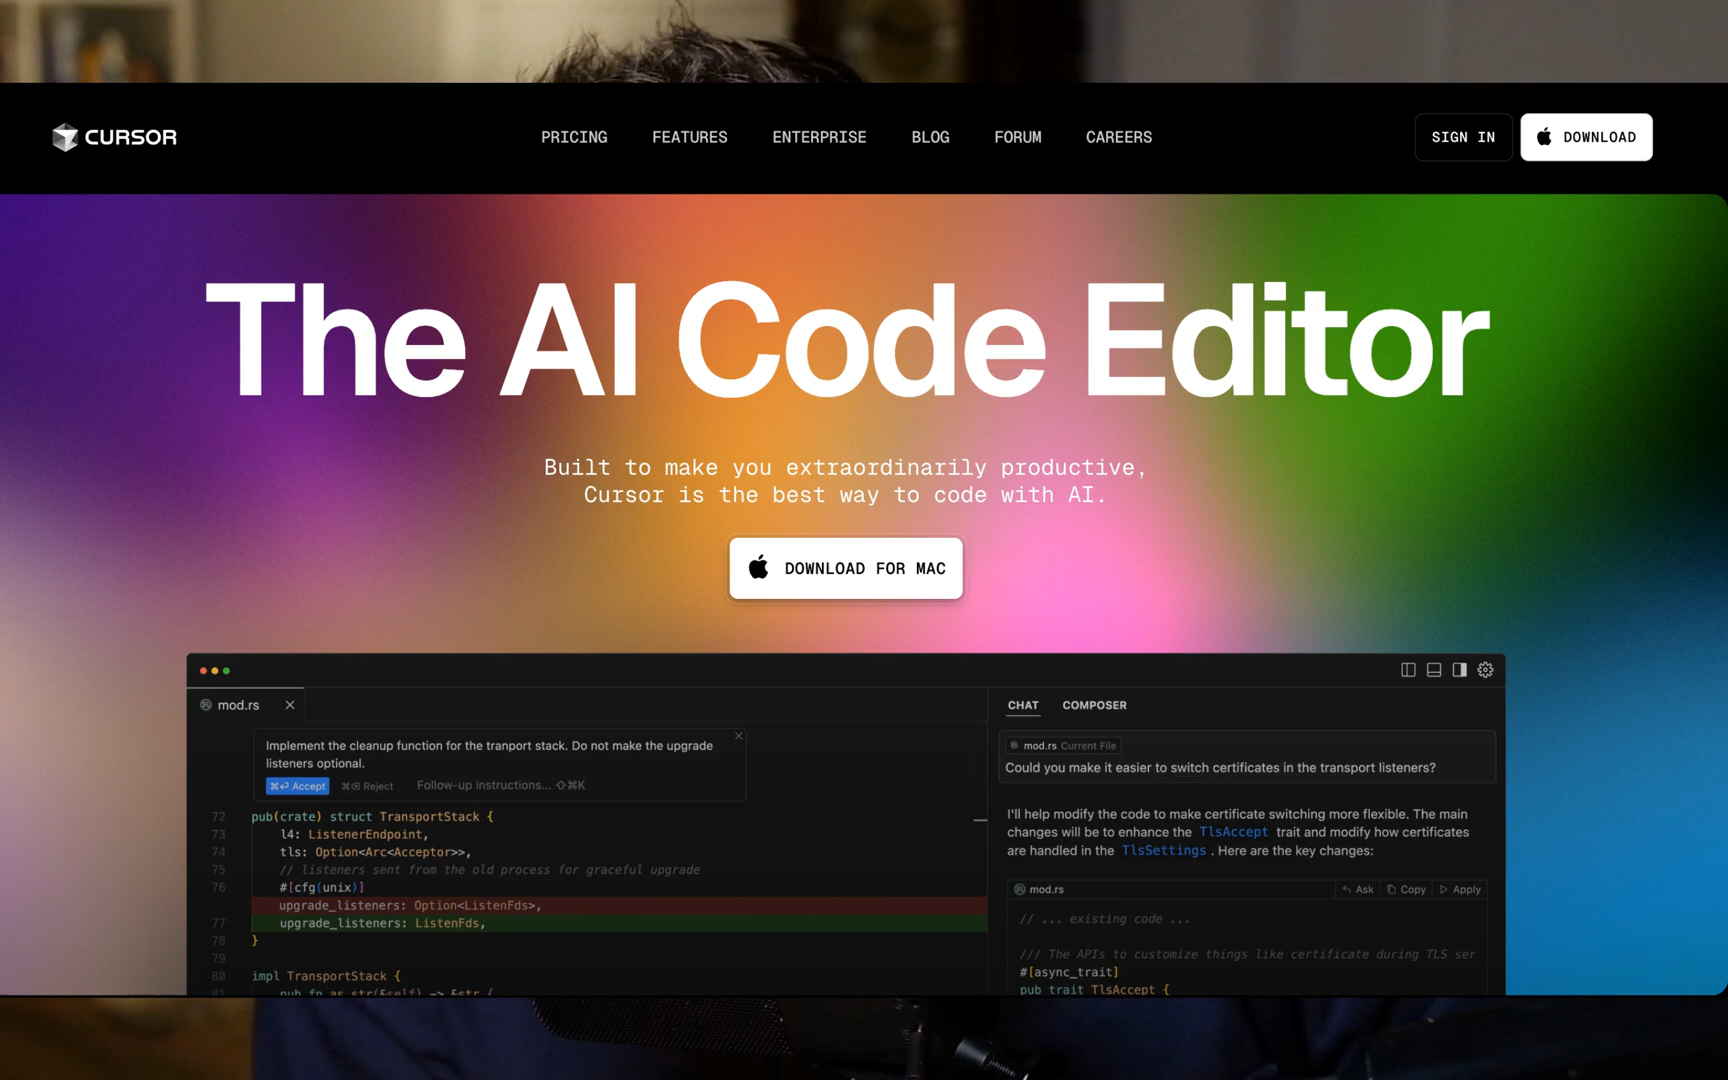 CURSOR
PRICING
FEATURES
ENTERPRISE
BLOG
FORUM
CAREERS
SIGN IN
DOWNLOAD
The AI Code Editor
Built to make you extraordinarily productive,
Cursor is the best way to code with AI.
DOWNLOAD FOR MAC
mod.rs
Implement the cleanup function for the tranport stack. Do not make the upgrade
listeners optional.
⌘⏎ Accept
⌘⌫ Reject
Follow-up instructions... ⇧⌘K
72 pub(crate) struct TransportStack {
73 l4: ListenerEndpoint,
74 tls: Option<Arc<Acceptor>>,
75 // listeners sent from the old process for graceful upgrade
76 #[cfg(unix)]
upgrade_listeners: Option<ListenFds>,
77 upgrade_listeners: ListenFds,
78 }
79
80 impl TransportStack {
81 pub fn as_str(&self) -> &str {
CHAT
COMPOSER
mod.rs Current File
Could you make it easier to switch certificates in the transport listeners?
I'll help modify the code to make certificate switching more flexible. The main
changes will be to enhance the TlsAccept trait and modify how certificates
are handled in the TlsSettings . Here are the key changes:
mod.rs
Ask
Copy
Apply
// ... existing code ...
/// The APIs to customize things like certificate during TLS ser
#[async_trait]
pub trait TlsAccept {